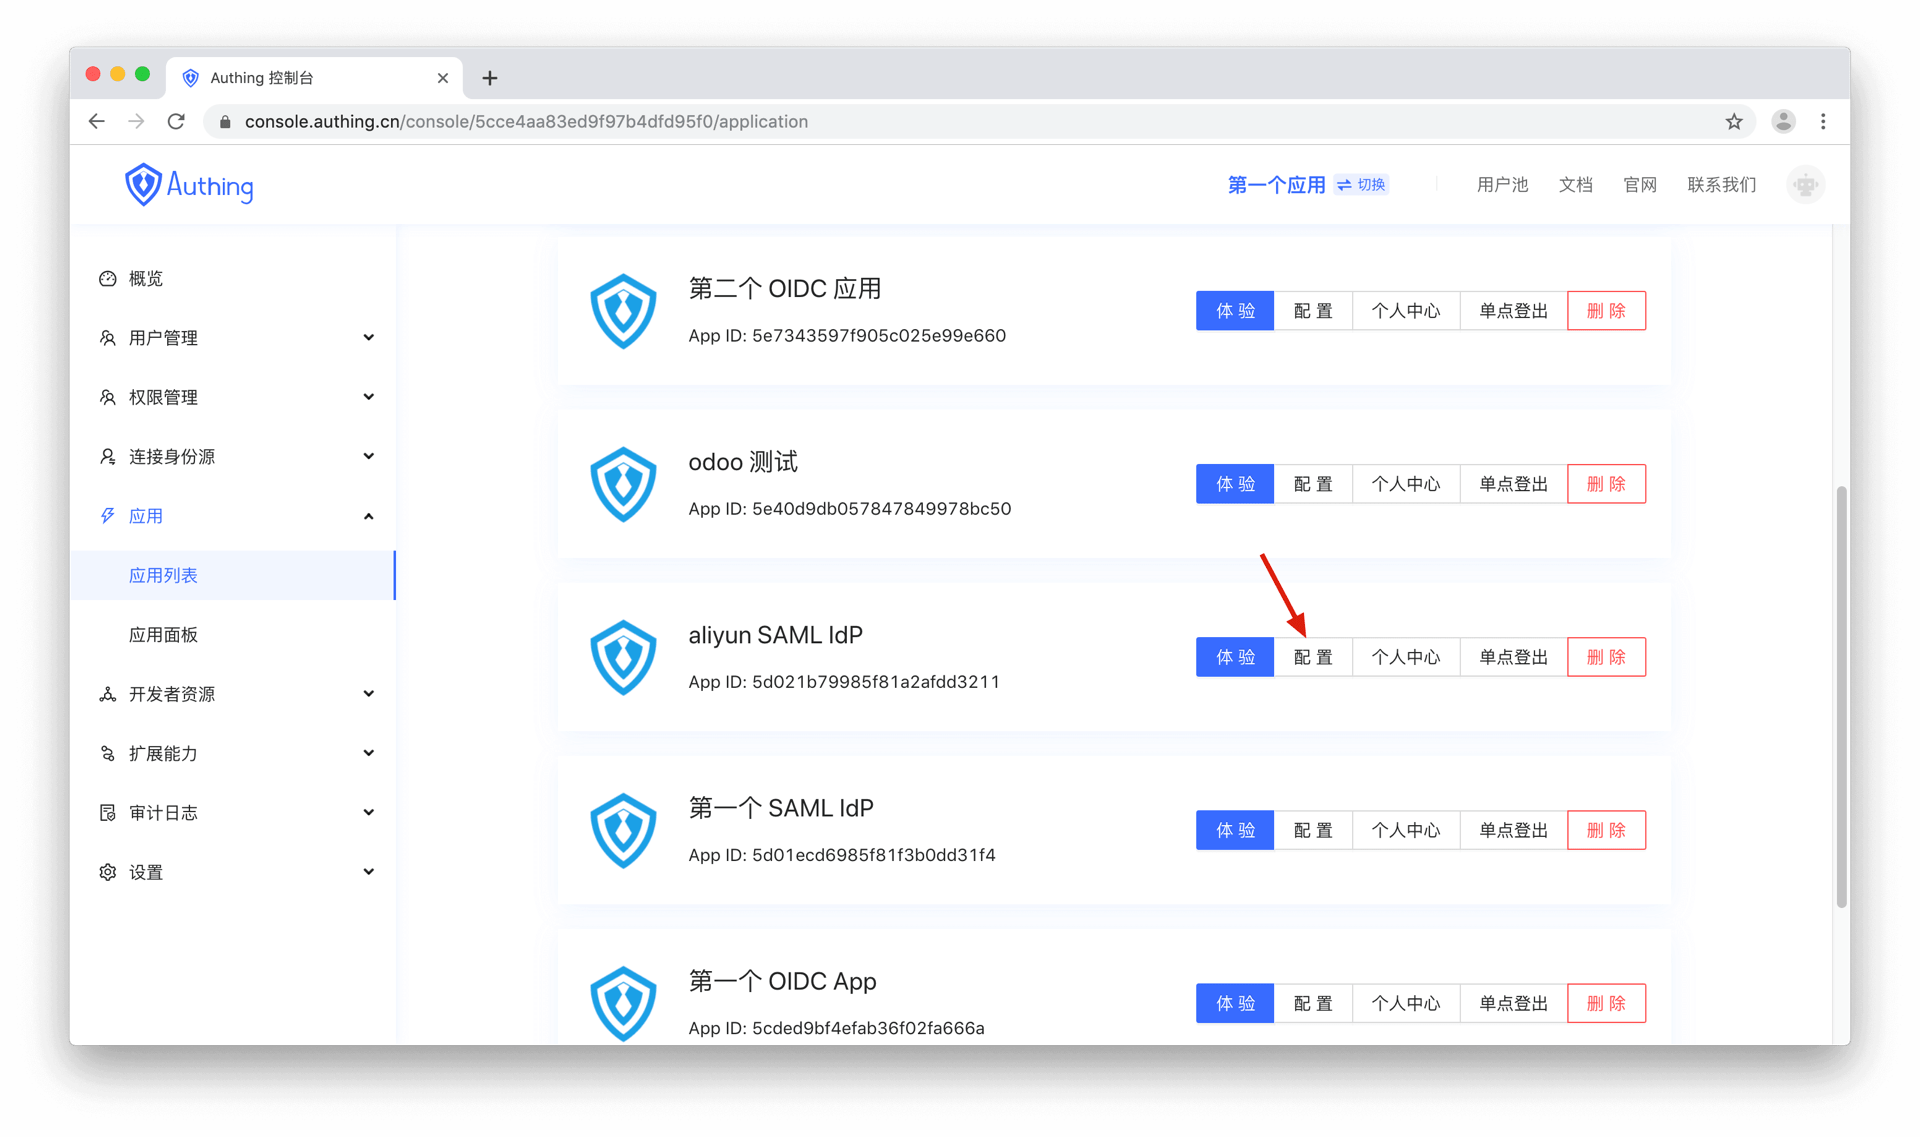 Authing 控制台
console.authing.cn/console/5cce4aa83ed9f97b4dfd95f0/application
Authing
第一个应用 切换 用户池 文档 官网 联系我们
概览
用户管理
权限管理
连接身份源
应用
应用列表
应用面板
开发者资源
扩展能力
审计日志
设置
第二个 OIDC 应用
App ID: 5e7343597f905c025e99e660
体验 配置 个人中心 单点登出 删除
odoo 测试
App ID: 5e40d9db057847849978bc50
体验 配置 个人中心 单点登出 删除
aliyun SAML IdP
App ID: 5d021b79985f81a2afdd3211
体验 配置 个人中心 单点登出 删除
第一个 SAML IdP
App ID: 5d01ecd6985f81f3b0dd31f4
体验 配置 个人中心 单点登出 删除
第一个 OIDC App
App ID: 5cded9bf4efab36f02fa666a
体验 配置 个人中心 单点登出 删除